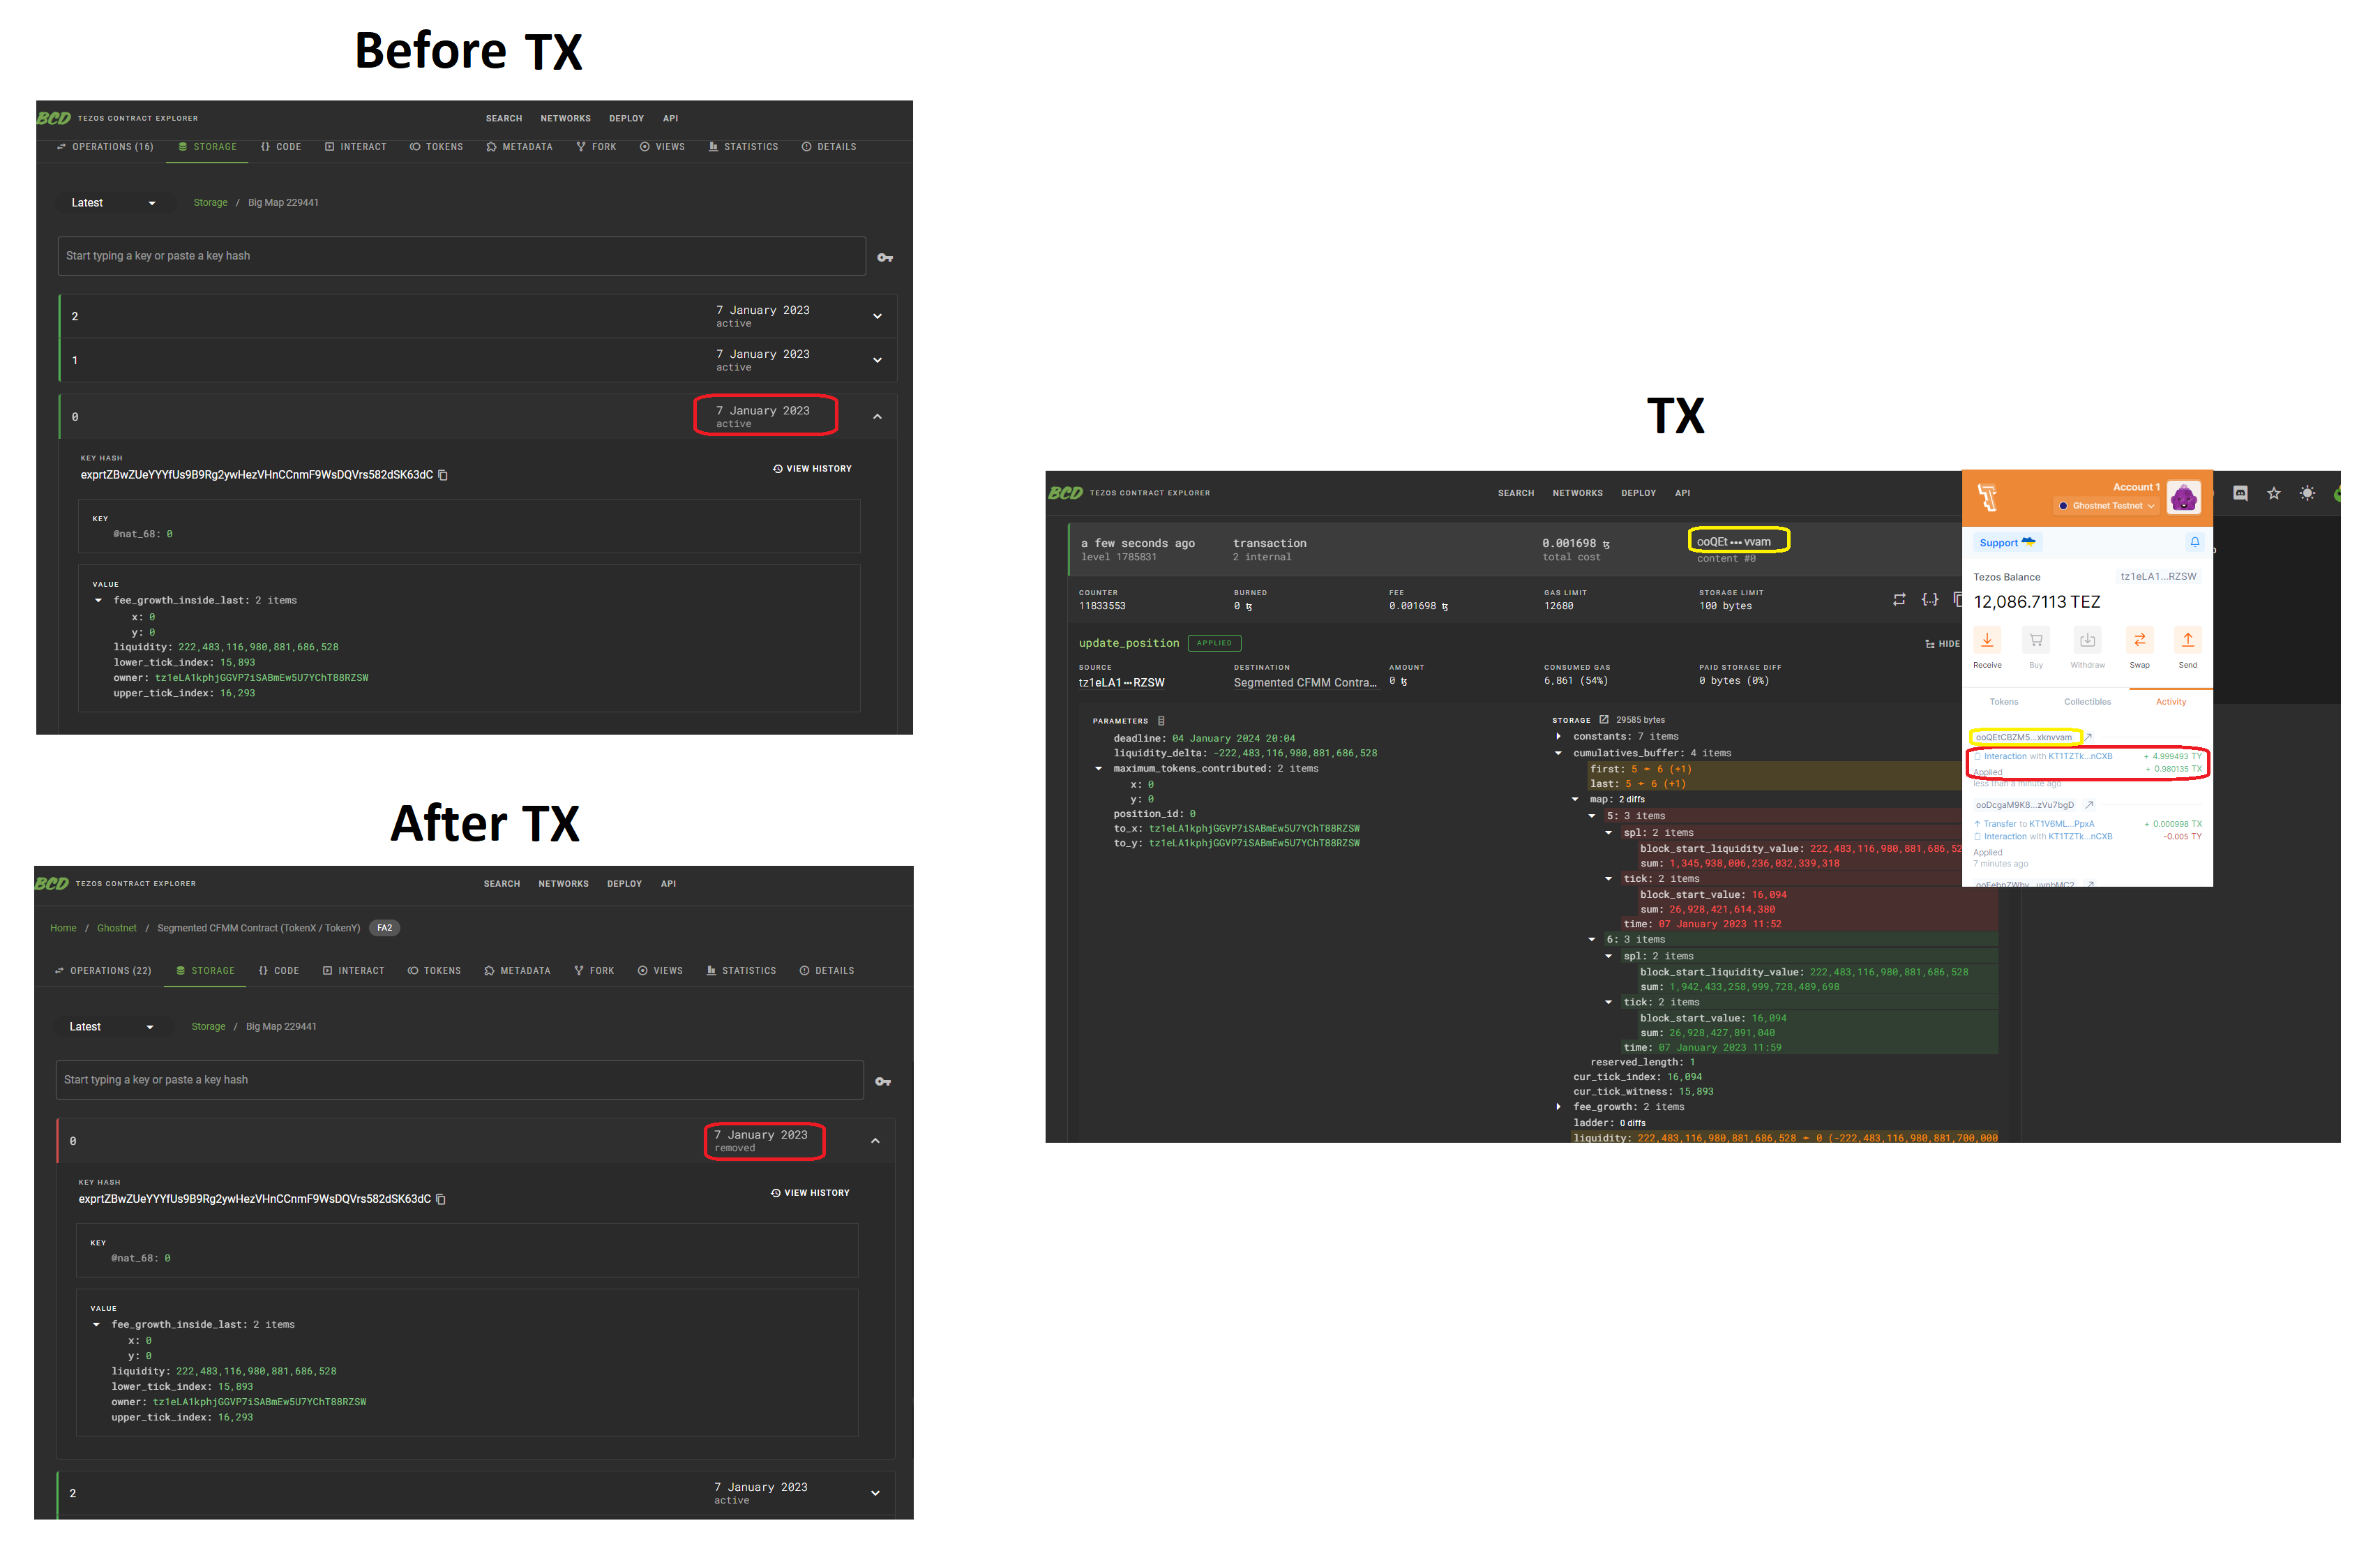 Before TX
BCD TEZOS CONTRACT EXPLORER SEARCH NETWORKS DEPLOY API
OPERATIONS (16) STORAGE {} CODE INTERACT TOKENS METADATA FORK VIEWS STATISTICS DETAILS
Latest Storage / Big Map 229441
Start typing a key or paste a key hash
2 7 January 2023
active
1 7 January 2023
active
0 7 January 2023
active
KEY HASH
exprtZBwZUeYYYfUs9B9Rg2ywHezVHnCCnmF9WsDQVrs582dSK63dC VIEW HISTORY
KEY
@nat_68: 0
VALUE
fee_growth_inside_last: 2 items
x: 0
y: 0
liquidity: 222,483,116,980,881,686,528
lower_tick_index: 15,893
owner: tz1eLA1kphjGGVP7iSABmEw5U7YChT88RZSW
upper_tick_index: 16,293
After TX
BCD TEZOS CONTRACT EXPLORER SEARCH NETWORKS DEPLOY API
Home / Ghostnet / Segmented CFMM Contract (TokenX / TokenY) FA2
OPERATIONS (22) STORAGE {} CODE INTERACT TOKENS METADATA FORK VIEWS STATISTICS DETAILS
Latest Storage / Big Map 229441
Start typing a key or paste a key hash
0 7 January 2023
removed
KEY HASH
exprtZBwZUeYYYfUs9B9Rg2ywHezVHnCCnmF9WsDQVrs582dSK63dC VIEW HISTORY
KEY
@nat_68: 0
VALUE
fee_growth_inside_last: 2 items
x: 0
y: 0
liquidity: 222,483,116,980,881,686,528
lower_tick_index: 15,893
owner: tz1eLA1kphjGGVP7iSABmEw5U7YChT88RZSW
upper_tick_index: 16,293
2 7 January 2023
active
TX
BCD TEZOS CONTRACT EXPLORER SEARCH NETWORKS DEPLOY API
a few seconds ago transaction 0.001698 ꜩ ooQEt•••vvam
level 1785831 2 internal total cost content #0
COUNTER BURNED FEE GAS LIMIT STORAGE LIMIT
11833553 0 ꜩ 0.001698 ꜩ 12680 100 bytes
update_position APPLIED HIDE
SOURCE DESTINATION AMOUNT CONSUMED GAS PAID STORAGE DIFF
tz1eLA1•••RZSW Segmented CFMM Contra... 0 ꜩ 6,861 (54%) 0 bytes (0%)
PARAMETERS
deadline: 04 January 2024 20:04
liquidity_delta: -222,483,116,980,881,686,528
maximum_tokens_contributed: 2 items
x: 0
y: 0
position_id: 0
to_x: tz1eLA1kphjGGVP7iSABmEw5U7YChT88RZSW
to_y: tz1eLA1kphjGGVP7iSABmEw5U7YChT88RZSW
STORAGE 29585 bytes
constants: 7 items
cumulatives_buffer: 4 items
first: 5 ← 6 (+1)
last: 5 ← 6 (+1)
map: 2 diffs
5: 3 items
spl: 2 items
block_start_liquidity_value: 222,483,116,980,881,686,52
sum: 1,345,938,006,236,032,339,318
tick: 2 items
block_start_value: 16,094
sum: 26,928,421,614,380
time: 07 January 2023 11:52
6: 3 items
spl: 2 items
block_start_liquidity_value: 222,483,116,980,881,686,528
sum: 1,942,433,258,999,728,489,698
tick: 2 items
block_start_value: 16,094
sum: 26,928,427,891,040
time: 07 January 2023 11:59
reserved_length: 1
cur_tick_index: 16,094
cur_tick_witness: 15,893
fee_growth: 2 items
ladder: 0 diffs
liquidity: 222,483,116,980,881,686,528 ← 0 (-222,483,116,980,881,700,000
Account 1
Ghostnet Testnet
Support
Tezos Balance tz1eLA1...RZSW
12,086.7113 TEZ
Receive Buy Withdraw Swap Send
Tokens Collectibles Activity
ooQEtCBZM5...xknvvam
Interaction with KT1TZTk...nCXB + 4.999493 TY
+ 0.980135 TX
Applied
less than a minute ago
ooDcgaM9K8...zVu7bgD
Transfer to KT1V6ML...PpxA + 0.000998 TX
Interaction with KT1TZTk...nCXB -0.005 TY
Applied
7 minutes ago